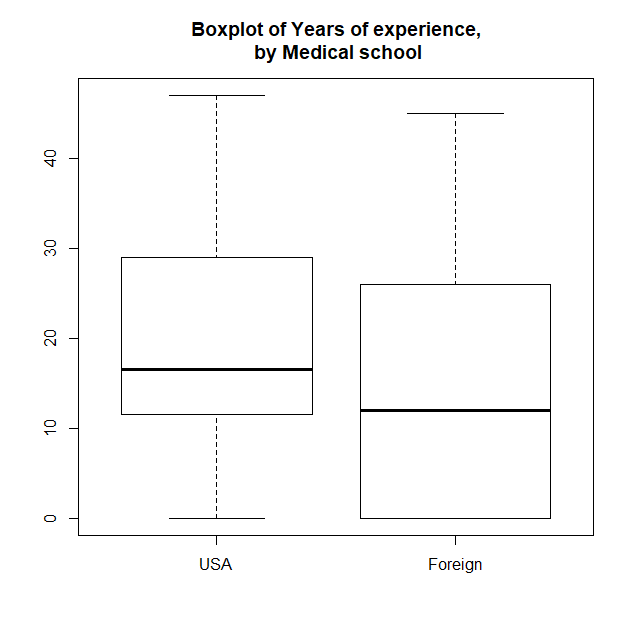 Boxplot of Years of experience,
by Medical school
40
30
20
10
0
USA
Foreign